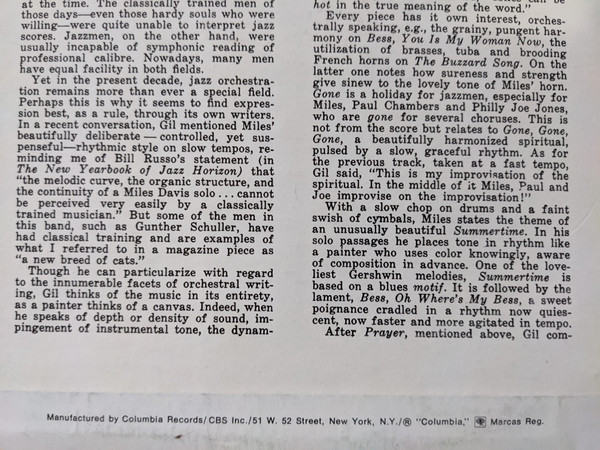 at the time. The classically trained men of
those days—even those hardy souls who were
willing—were quite unable to interpret jazz
scores. Jazzmen, on the other hand, were
usually incapable of symphonic reading of
professional calibre. Nowadays, many men
have equal facility in both fields.
Yet in the present decade, jazz orchestra-
tion remains more than ever a special field.
Perhaps this is why it seems to find expres-
sion best, as a rule, through its own writers.
In a recent conversation, Gil mentioned Miles'
beautifully deliberate — controlled, yet sus-
penseful—rhythmic style on slow tempos, re-
minding me of Bill Russo's statement (in
The New Yearbook of Jazz Horizon) that
"the melodic curve, the organic structure, and
the continuity of a Miles Davis solo . . . cannot
be perceived very easily by a classically
trained musician." But some of the men in
this band, such as Gunther Schuller, have
had classical training and are examples of
what I referred to in a magazine piece as
"a new breed of cats."
Though he can particularize with regard
to the innumerable facets of orchestral writ-
ing, Gil thinks of the music in its entirety,
as a painter thinks of a canvas. Indeed, when
he speaks of depth or density of sound, im-
pingement of instrumental tone, the dynam-
hot in the true meaning of the word."
Every piece has it own interest, orches-
trally speaking, e.g., the grainy, pungent har-
mony on Bess, You Is My Woman Now, the
utilization of brasses, tuba and brooding
French horns on The Buzzard Song. On the
latter one notes how sureness and strength
give sinew to the lovely tone of Miles' horn.
Gone is a holiday for jazzmen, especially for
Miles, Paul Chambers and Philly Joe Jones,
who are gone for several choruses. This is
not from the score but relates to Gone, Gone,
Gone, a beautifully harmonized spiritual,
pulsed by a slow, graceful rhythm. As for
the previous track, taken at a fast tempo,
Gil said, "This is my improvisation of the
spiritual. In the middle of it Miles, Paul and
Joe improvise on the improvisation!"
With a slow chop on drums and a faint
swish of cymbals, Miles states the theme of
an unusually beautiful Summertime. In his
solo passages he places tone in rhythm like
a painter who uses color knowingly, aware
of composition in advance. One of the love-
liest Gershwin melodies, Summertime is
based on a blues motif. It is followed by the
lament, Bess, Oh Where's My Bess, a sweet
poignance cradled in a rhythm now quies-
cent, now faster and more agitated in tempo.
After Prayer, mentioned above, Gil com-
Manufactured by Columbia Records/CBS Inc./51 W. 52 Street, New York, N.Y./® "Columbia," Marcas Reg.